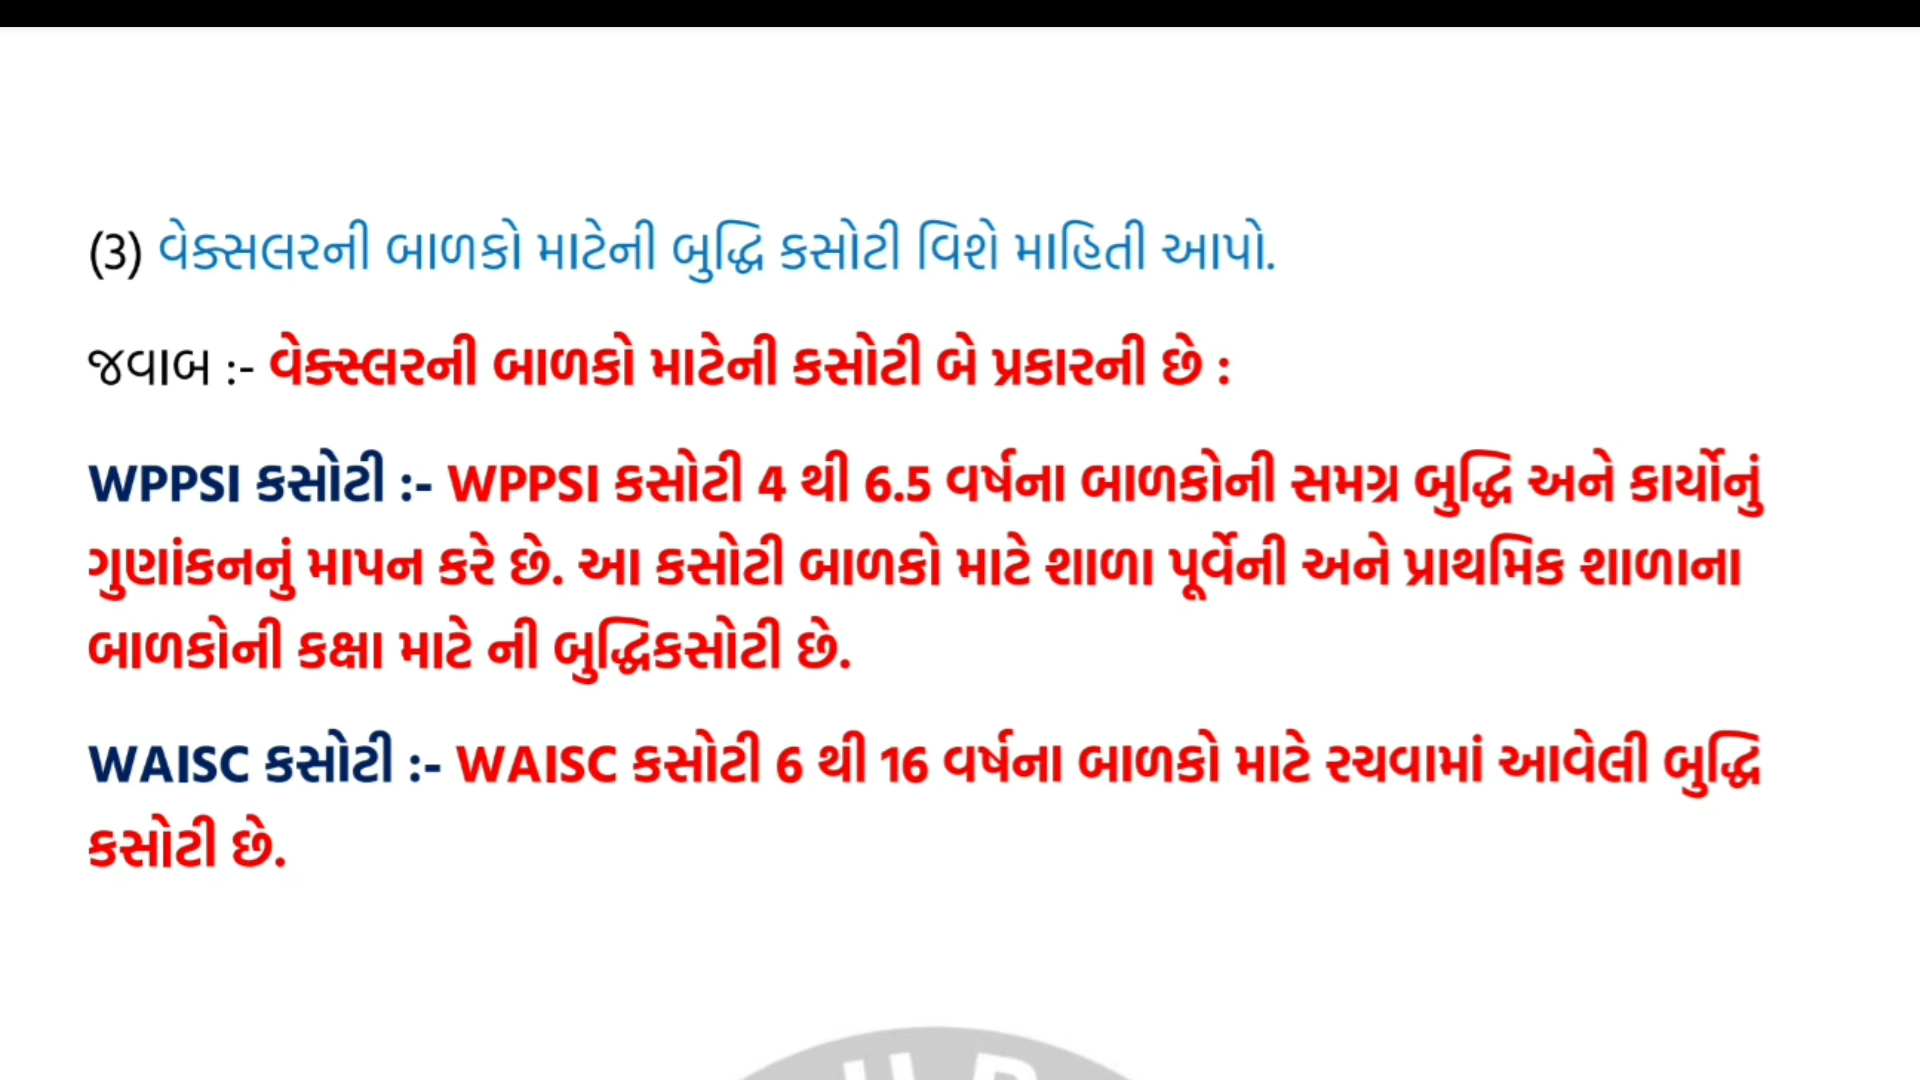 (3) વેક્સલરની બાળકો માટેની બુદ્ધિ કસોટી વિશે માહિતી આપો.
જવાબ :- વેક્સ્લરની બાળકો માટેની કસોટી બે પ્રકારની છે :
WPPSI કસોટી :- WPPSI કસોટી 4 થી 6.5 વર્ષના બાળકોની સમગ્ર બુદ્ધિ અને કાર્યોનું
ગુણાંકનનું માપન કરે છે. આ કસોટી બાળકો માટે શાળા પૂર્વેની અને પ્રાથમિક શાળાના
બાળકોની કક્ષા માટે ની બુદ્ધિકસોટી છે.
WAISC કસોટી :- WAISC કસોટી 6 થી 16 વર્ષના બાળકો માટે રચવામાં આવેલી બુદ્ધિ
કસોટી છે.